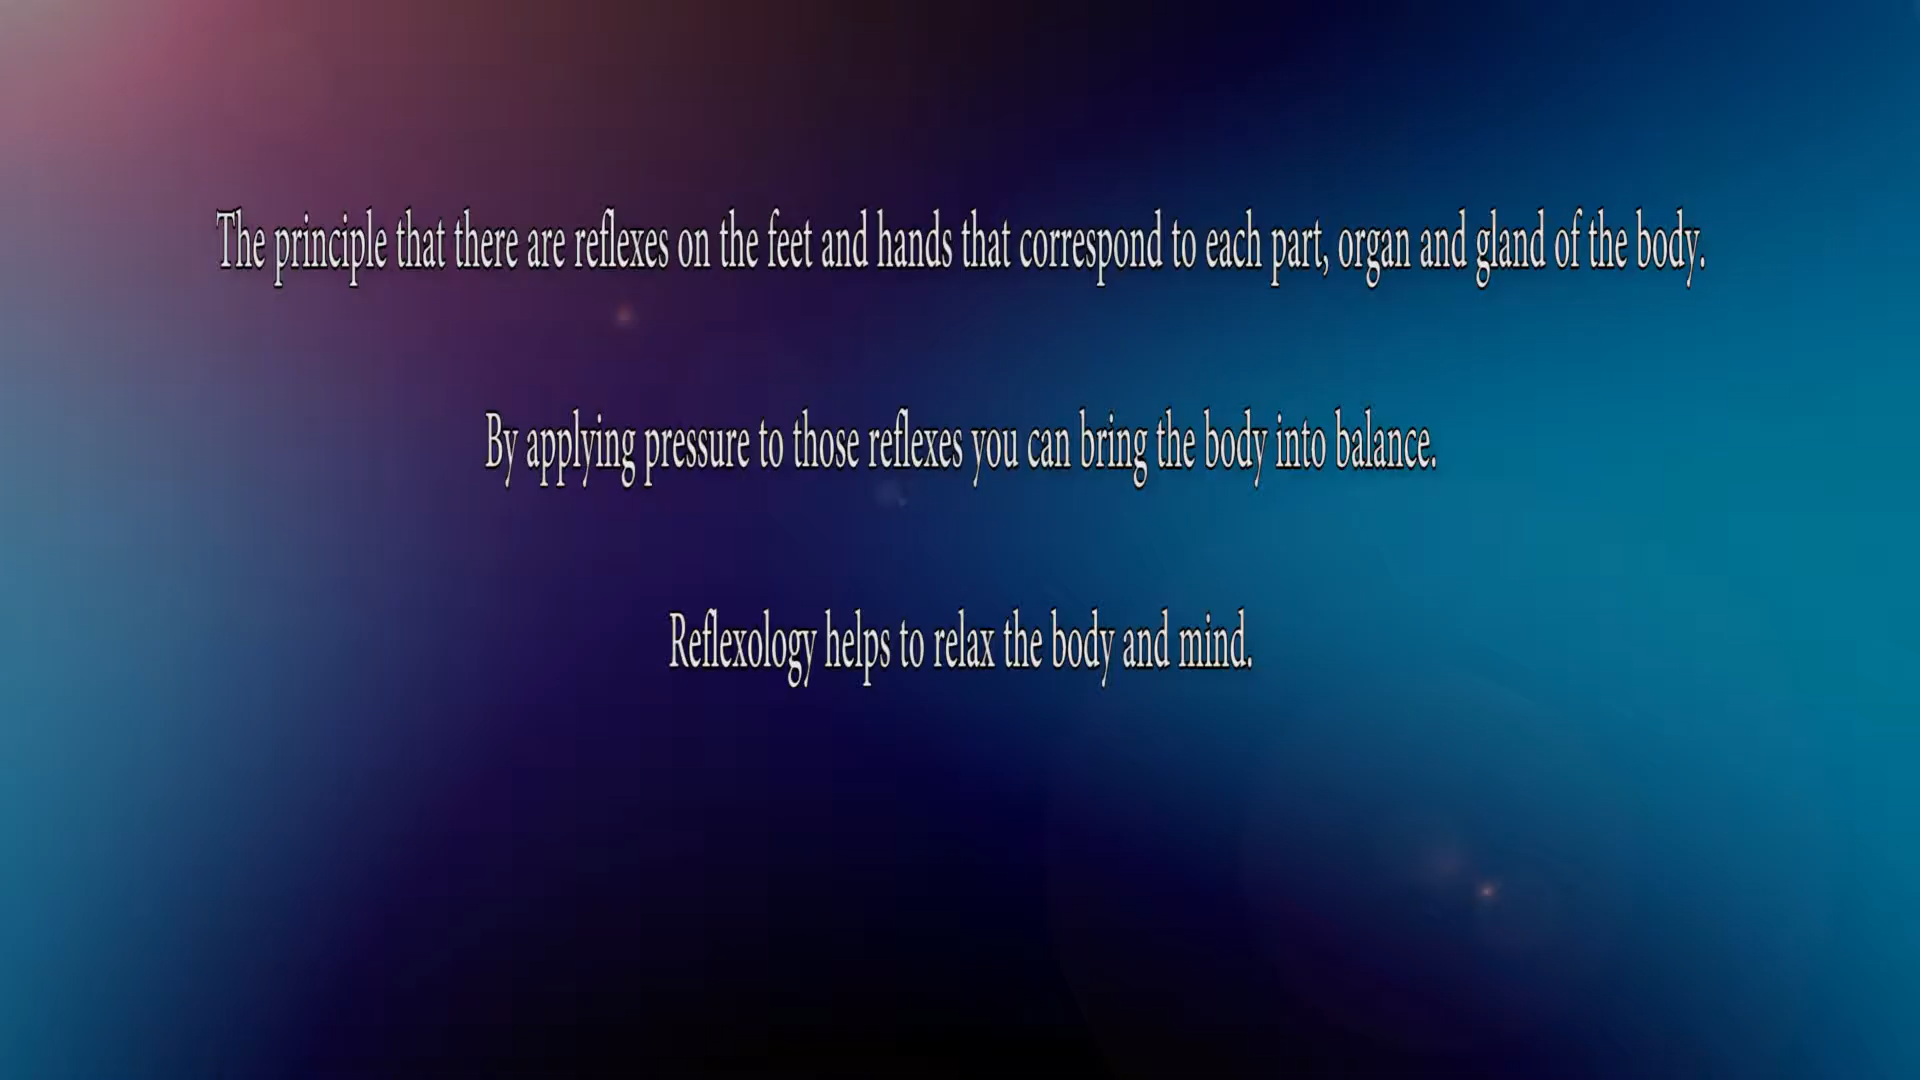 The principle that there are reflexes on the feet and hands that correspond to each part, organ and gland of the body.
By applying pressure to those reflexes you can bring the body into balance.
Reflexology helps to relax the body and mind.